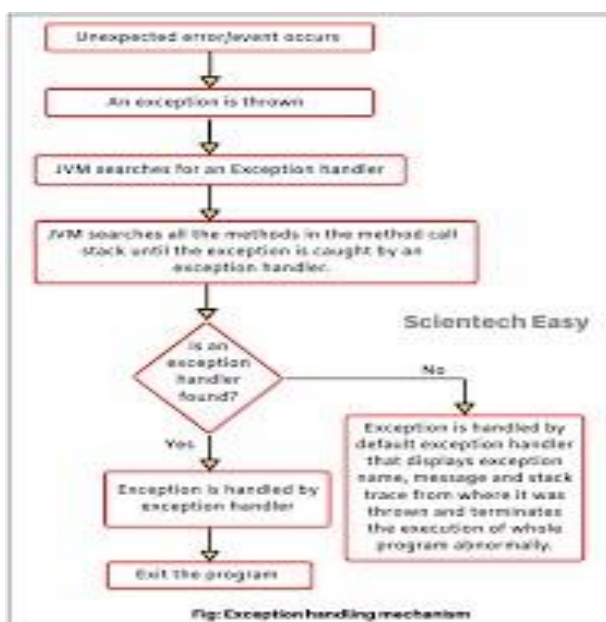 Unexpected error/event occurs
An exception is thrown
JVM searches for an Exception handler
JVM searches all the methods in the method call
stack until the exception is caught by an
exception handler.
Scientech Easy
Is an
exception
handler
found?
No
Yes
Exception is handled by
default exception handler
that displays exception
name, message and stack
trace from where it was
thrown and terminates
the execution of whole
program abnormally.
Exception is handled by
exception handler
Exit the program
Fig: Exception handling mechanism